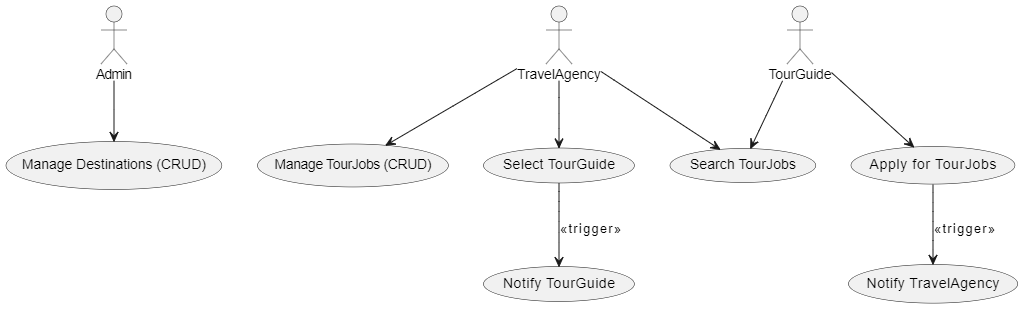 Admin
TravelAgency
TourGuide
Manage Destinations (CRUD)
Manage TourJobs (CRUD)
Select TourGuide
Search TourJobs
Apply for TourJobs
«trigger»
«trigger»
Notify TourGuide
Notify TravelAgency